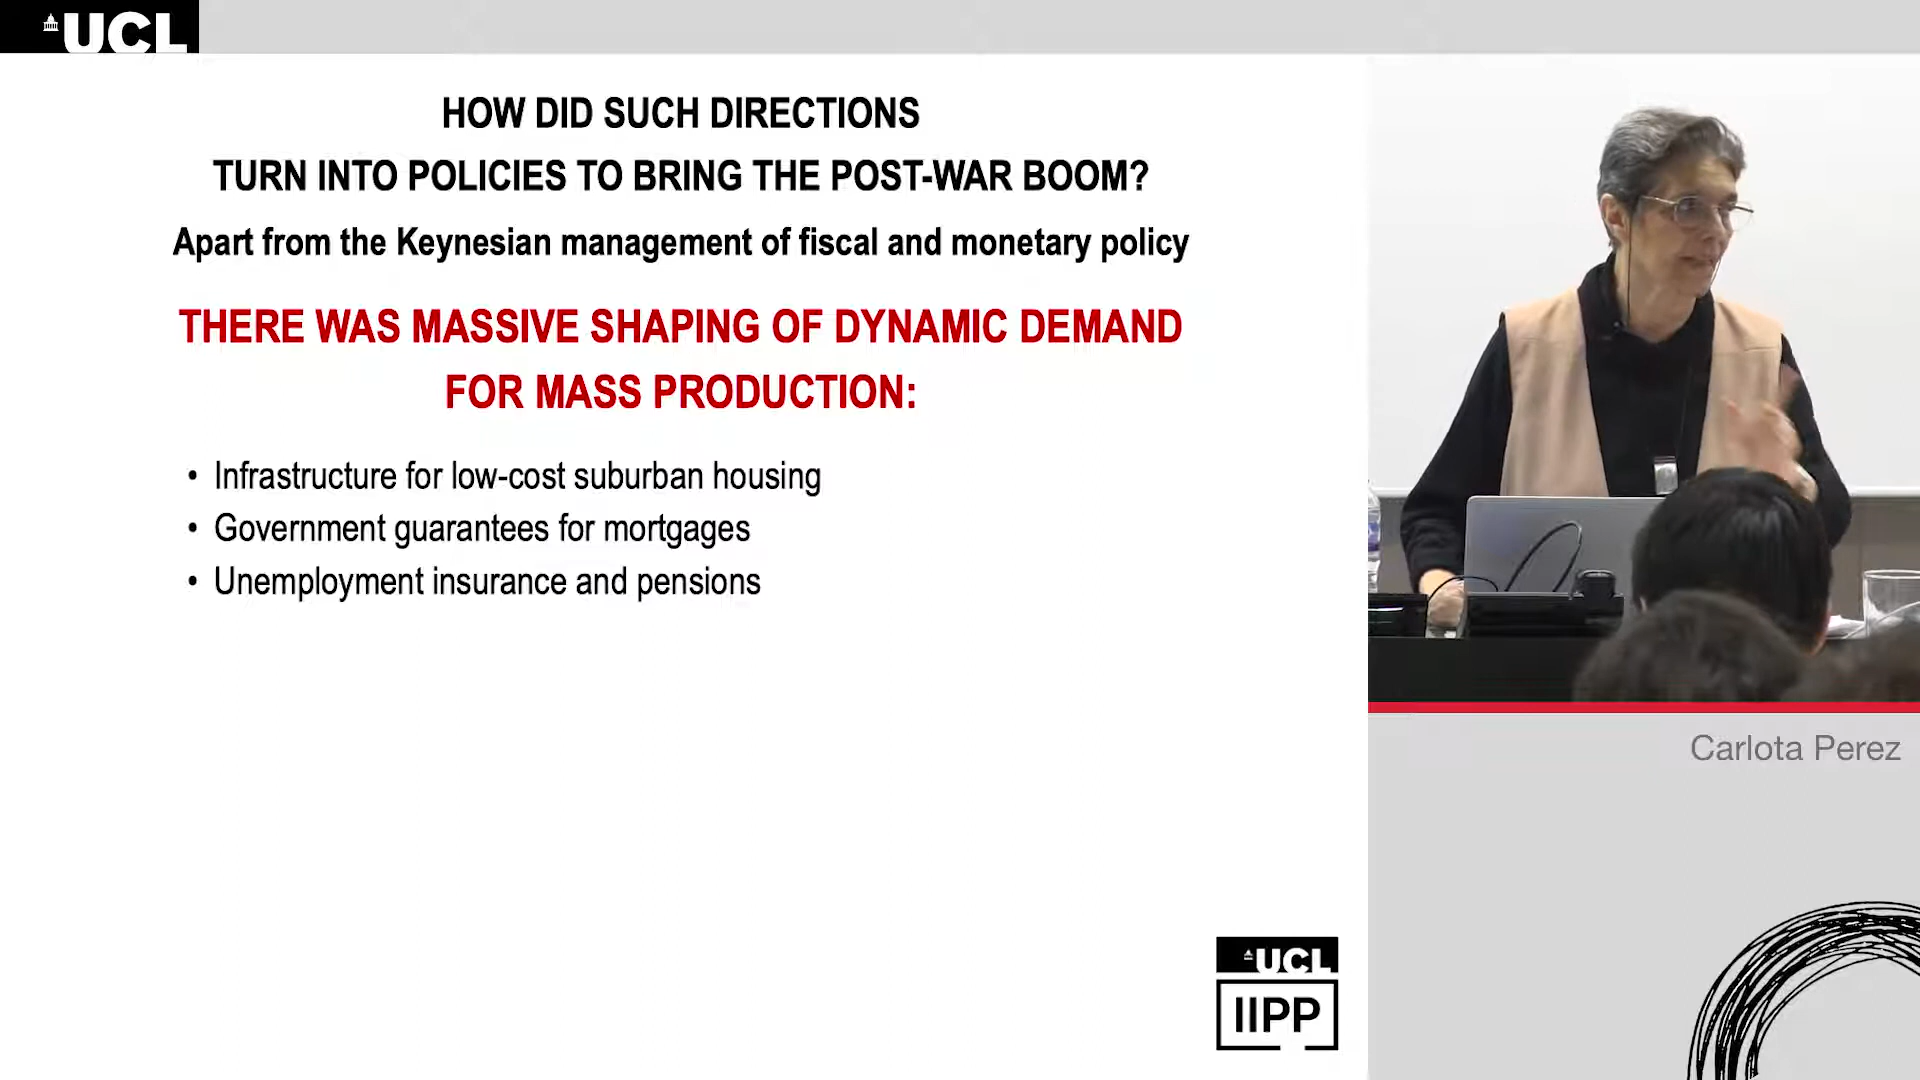 UCL
HOW DID SUCH DIRECTIONS
TURN INTO POLICIES TO BRING THE POST-WAR BOOM?
Apart from the Keynesian management of fiscal and monetary policy
THERE WAS MASSIVE SHAPING OF DYNAMIC DEMAND
FOR MASS PRODUCTION:
• Infrastructure for low-cost suburban housing
• Government guarantees for mortgages
• Unemployment insurance and pensions
Carlota Perez
UCL
IIPP